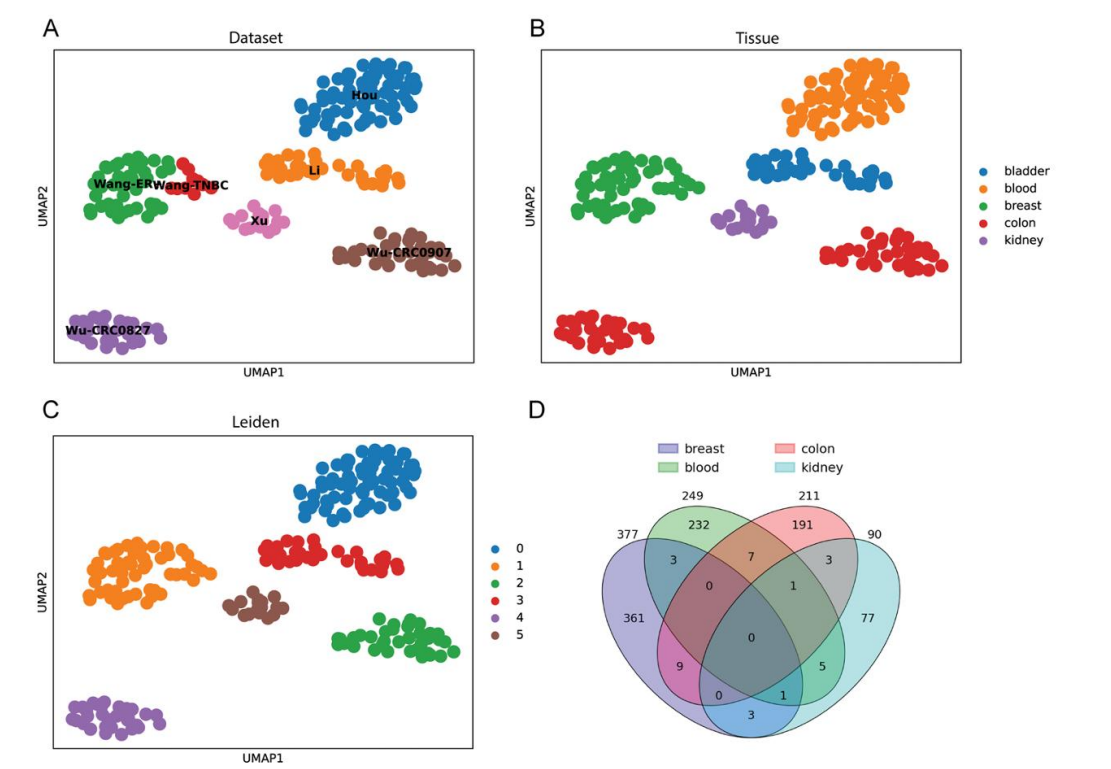 A
Dataset
Hou
Li
Wang-ER
Wang-TNBC
Xu
Wu-CRC0907
Wu-CRC0827
UMAP2
UMAP1
B
Tissue
UMAP2
UMAP1
bladder
blood
breast
colon
kidney
C
Leiden
UMAP2
UMAP1
0
1
2
3
4
5
D
breast
colon
blood
kidney
249
211
377
232
191
90
3
7
3
0
1
361
77
0
9
5
0
1
3